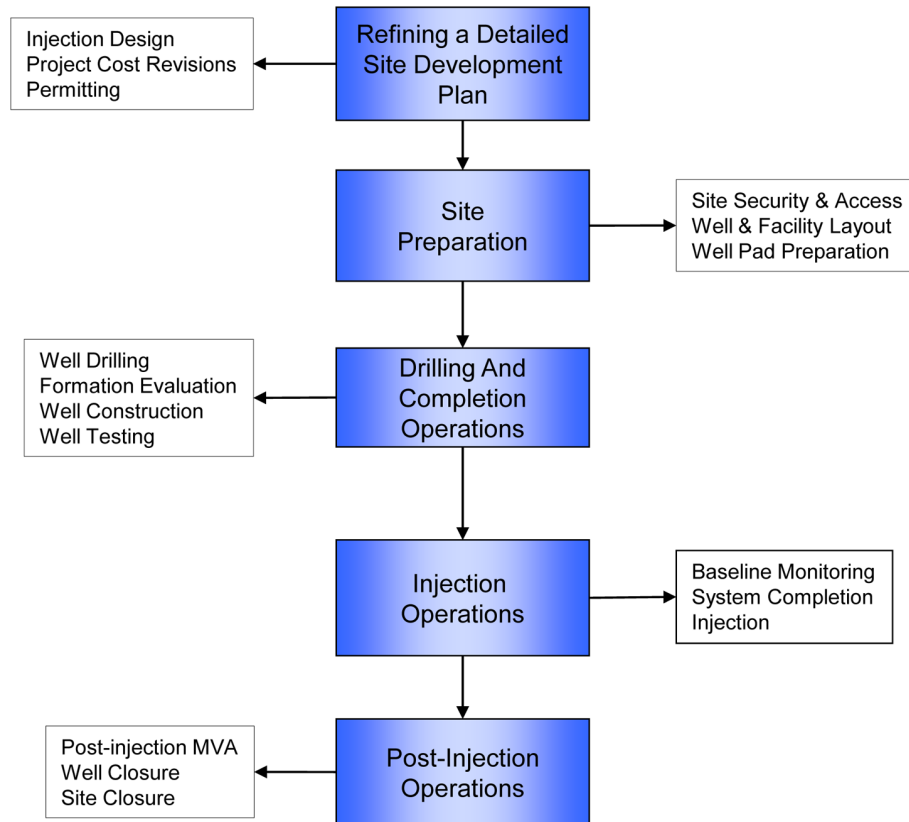 Refining a Detailed
Site Development
Plan
Injection Design
Project Cost Revisions
Permitting
Site
Preparation
Site Security & Access
Well & Facility Layout
Well Pad Preparation
Drilling And
Completion
Operations
Well Drilling
Formation Evaluation
Well Construction
Well Testing
Injection
Operations
Baseline Monitoring
System Completion
Injection
Post-Injection
Operations
Post-injection MVA
Well Closure
Site Closure